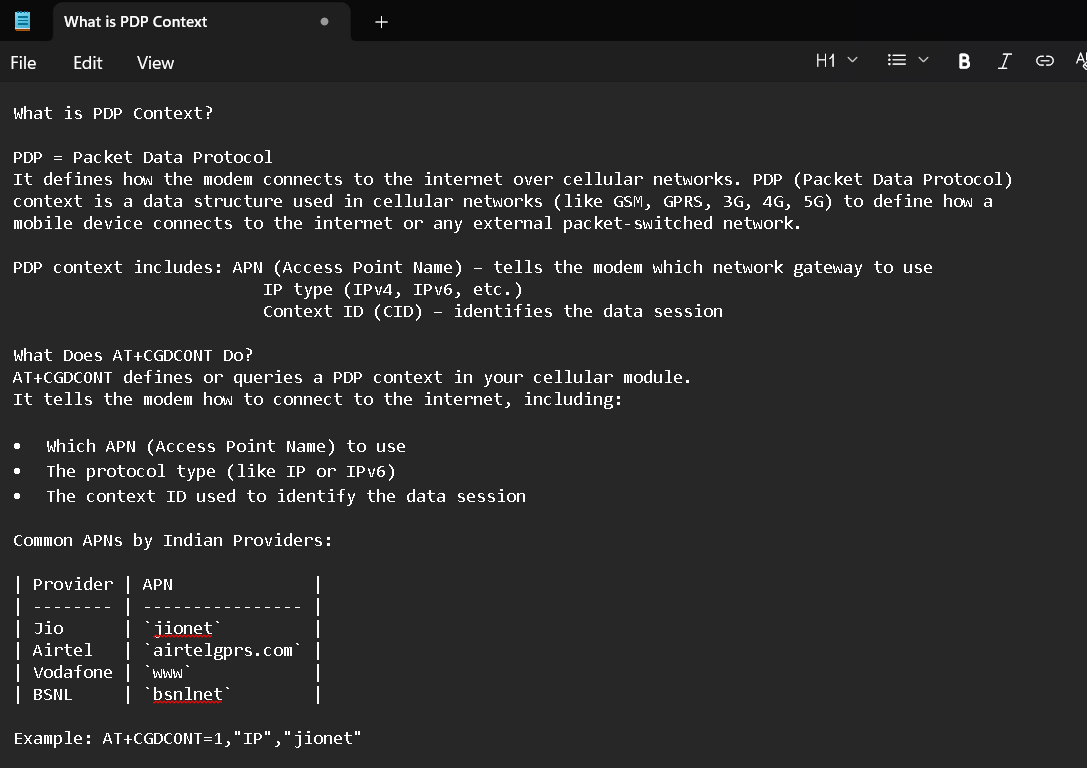 What is PDP Context
File Edit View H1 B I
What is PDP Context?
PDP = Packet Data Protocol
It defines how the modem connects to the internet over cellular networks. PDP (Packet Data Protocol)
context is a data structure used in cellular networks (like GSM, GPRS, 3G, 4G, 5G) to define how a
mobile device connects to the internet or any external packet-switched network.
PDP context includes: APN (Access Point Name) – tells the modem which network gateway to use
IP type (IPv4, IPv6, etc.)
Context ID (CID) – identifies the data session
What Does AT+CGDCONT Do?
AT+CGDCONT defines or queries a PDP context in your cellular module.
It tells the modem how to connect to the internet, including:
• Which APN (Access Point Name) to use
• The protocol type (like IP or IPv6)
• The context ID used to identify the data session
Common APNs by Indian Providers:
| Provider | APN              |
| -------- | ---------------- |
| Jio      | `jionet`         |
| Airtel   | `airtelgprs.com` |
| Vodafone | `www`            |
| BSNL     | `bsnlnet`        |
Example: AT+CGDCONT=1,"IP","jionet"